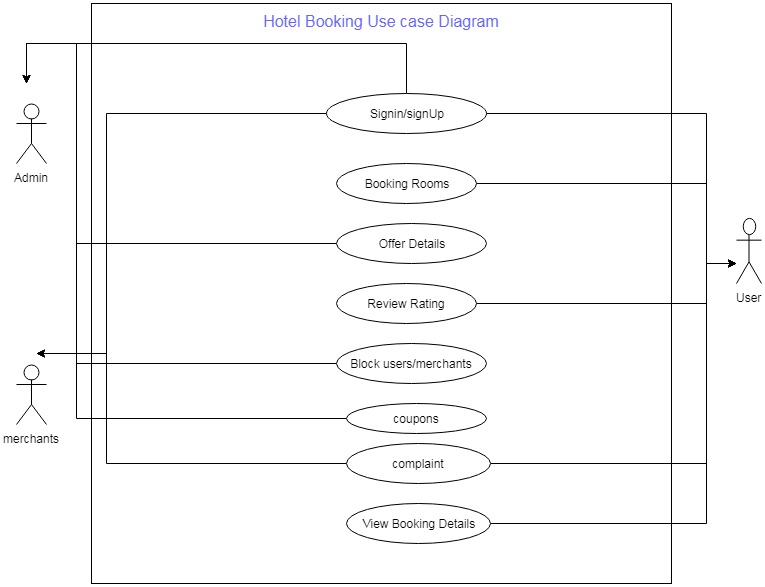 Hotel Booking Use case Diagram
Signin/signUp
Admin
Booking Rooms
Offer Details
User
Review Rating
Block users/merchants
merchants
coupons
complaint
View Booking Details